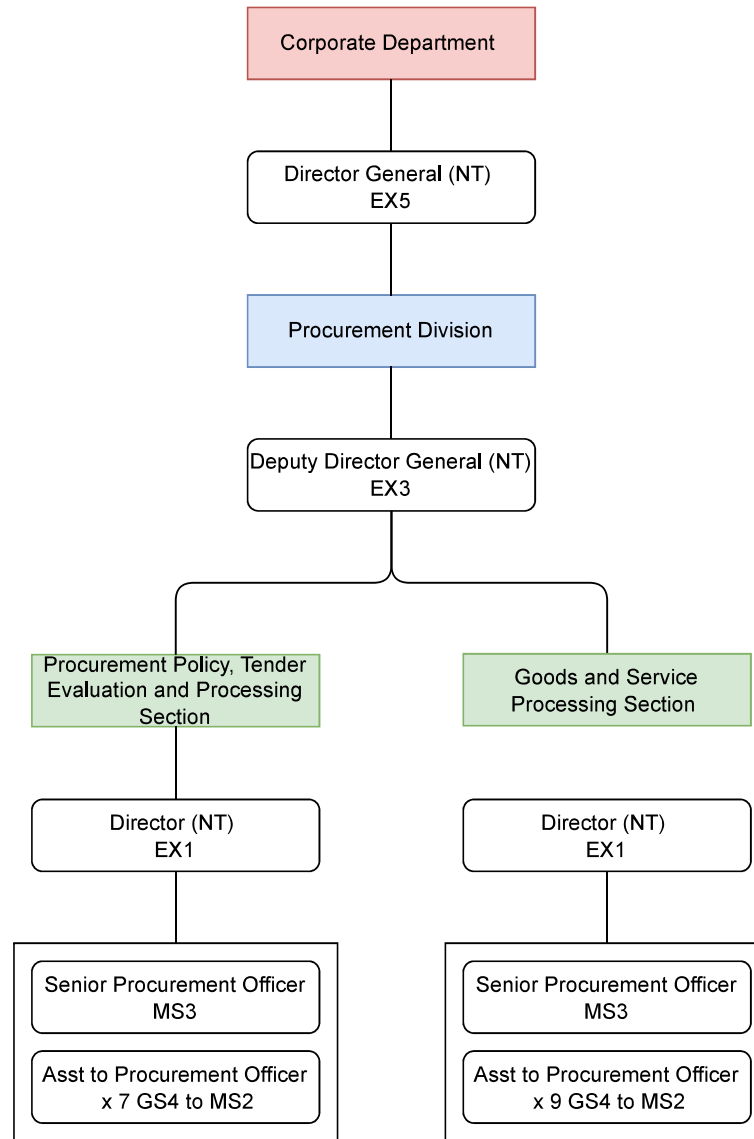 Corporate Department
Director General (NT)
EX5
Procurement Division
Deputy Director General (NT)
EX3
Procurement Policy, Tender
Evaluation and Processing
Section
Goods and Service
Processing Section
Director (NT)
EX1
Director (NT)
EX1
Senior Procurement Officer
MS3
Asst to Procurement Officer
x 7 GS4 to MS2
Senior Procurement Officer
MS3
Asst to Procurement Officer
x 9 GS4 to MS2